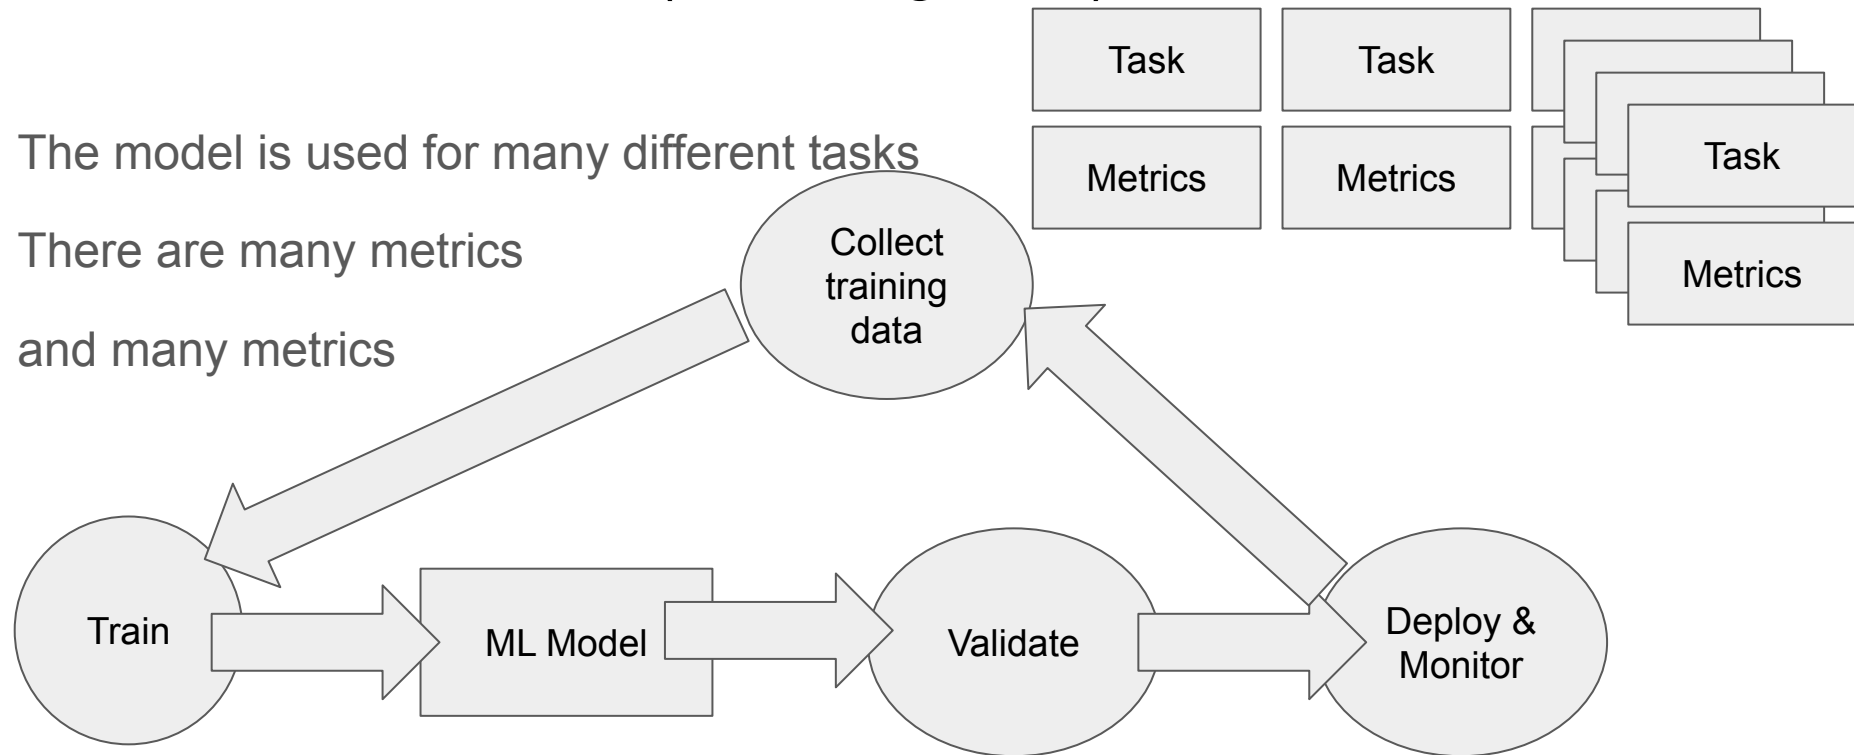 Task
Task
The model is used for many different tasks
Task
Metrics
Metrics
There are many metrics
Collect
training
data
Metrics
and many metrics
Train
ML Model
Validate
Deploy &
Monitor